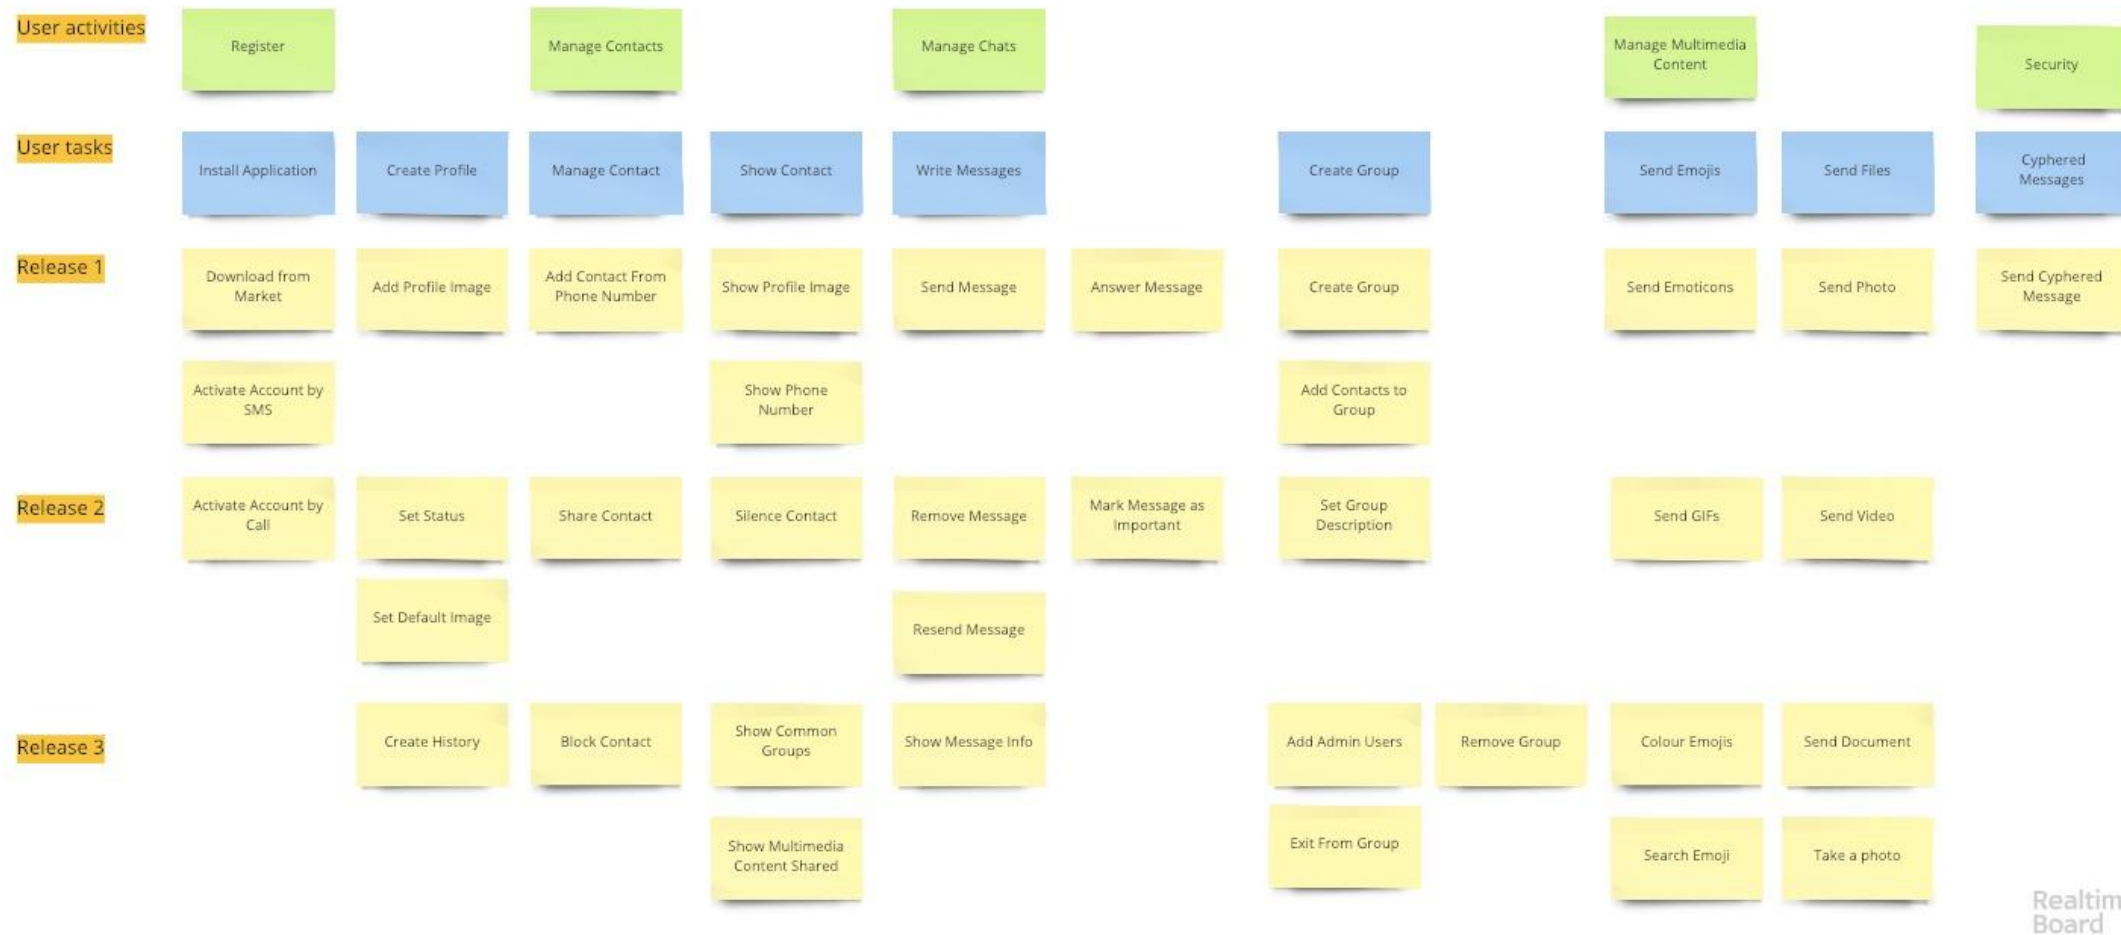 User activities
Register
Manage Contacts
Manage Chats
Manage Multimedia
Content
Security
User tasks
Install Application
Create Profile
Manage Contact
Show Contact
Write Messages
Create Group
Send Emojis
Send Files
Cyphered
Messages
Release 1
Download from
Market
Add Profile Image
Add Contact From
Phone Number
Show Profile Image
Send Message
Answer Message
Create Group
Send Emoticons
Send Photo
Send Cyphered
Message
Activate Account by
SMS
Show Phone
Number
Add Contacts to
Group
Release 2
Activate Account by
Call
Set Status
Share Contact
Silence Contact
Remove Message
Mark Message as
Important
Set Group
Description
Send GIFs
Send Video
Set Default Image
Resend Message
Release 3
Create History
Block Contact
Show Common
Groups
Show Message Info
Add Admin Users
Remove Group
Colour Emojis
Send Document
Show Multimedia
Content Shared
Exit From Group
Search Emoji
Take a photo
Realtim
Board